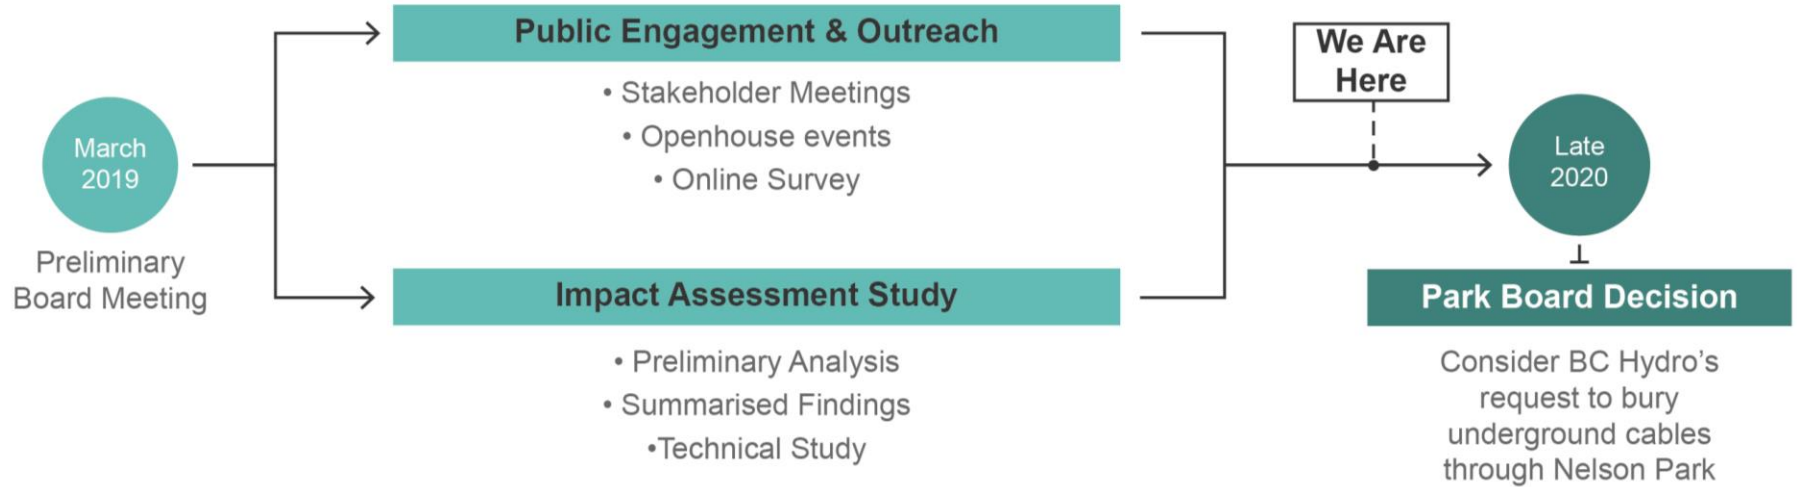 March
2019
Preliminary
Board Meeting
Public Engagement & Outreach
• Stakeholder Meetings
• Openhouse events
• Online Survey
Impact Assessment Study
• Preliminary Analysis
• Summarised Findings
•Technical Study
We Are
Here
Late
2020
Park Board Decision
Consider BC Hydro’s
request to bury
underground cables
through Nelson Park